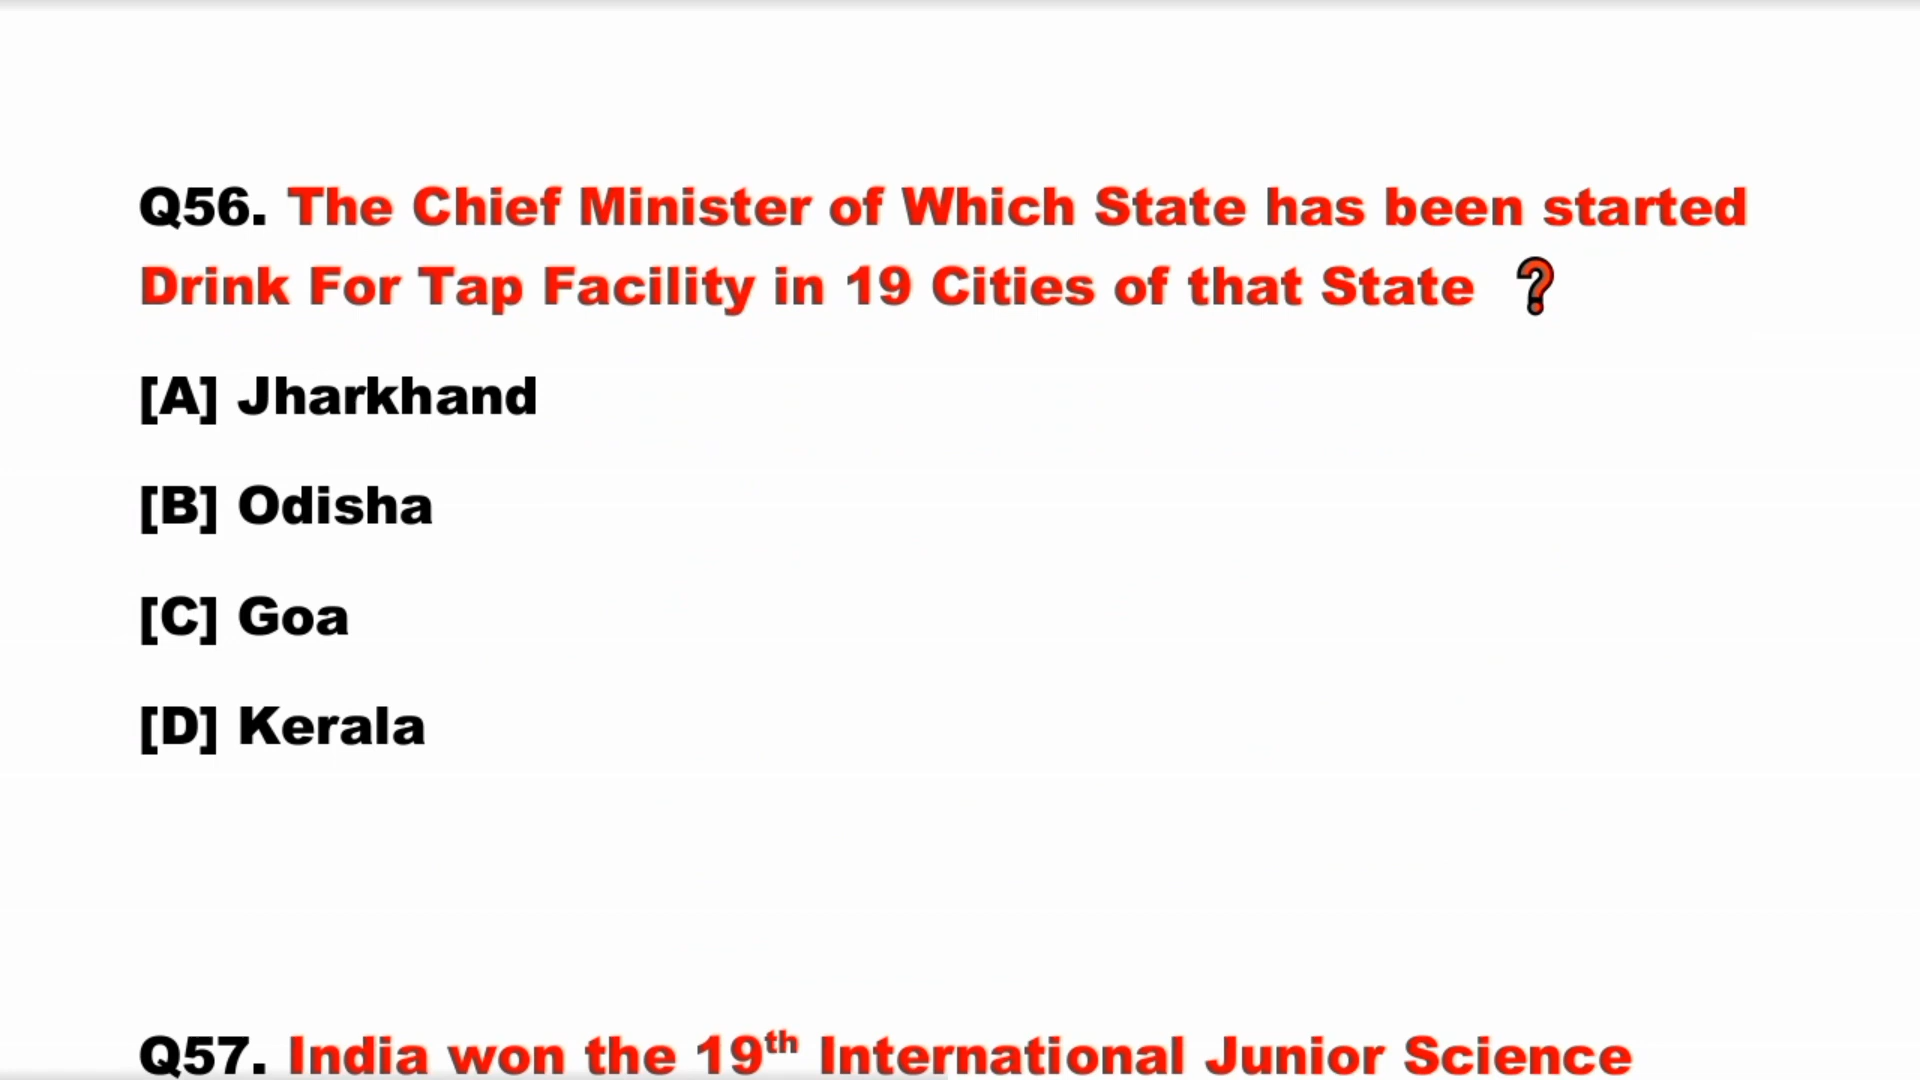 Q56. The Chief Minister of Which State has been started
Drink For Tap Facility in 19 Cities of that State ?
[A] Jharkhand
[B] Odisha
[C] Goa
[D] Kerala
Q57. India won the 19th International Junior Science